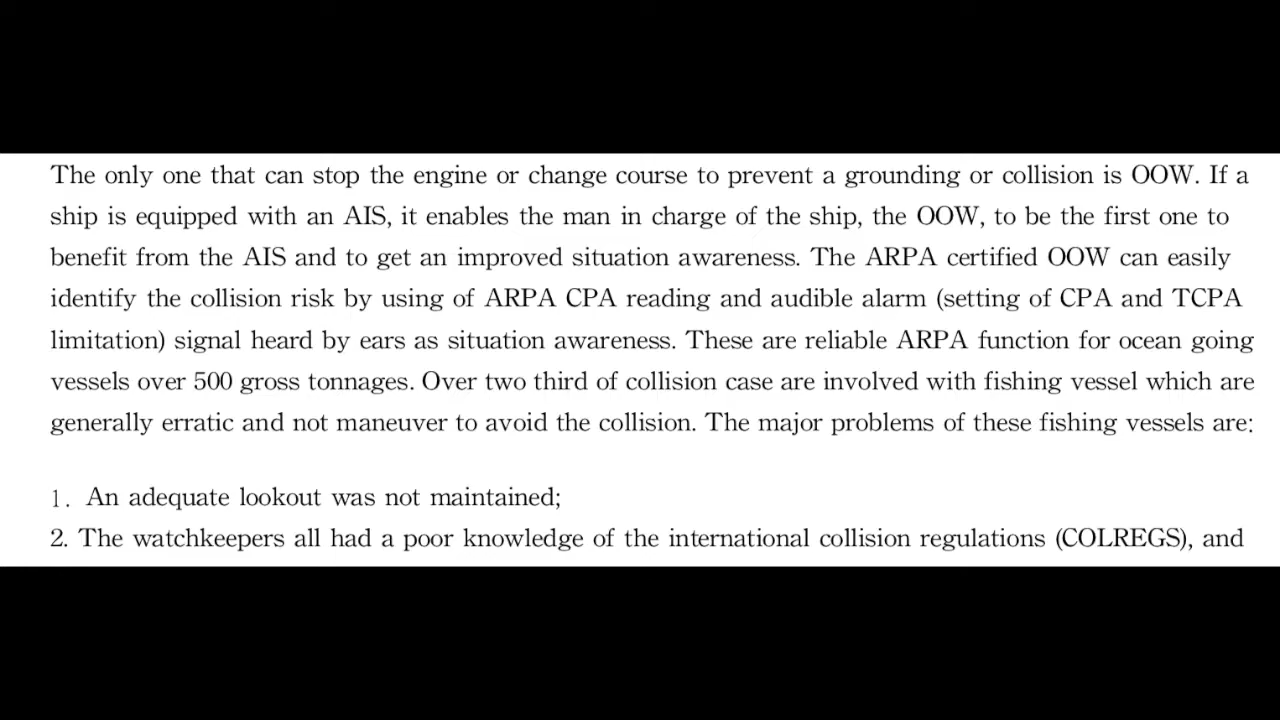 The only one that can stop the engine or change course to prevent a grounding or collision is OOW. If a
ship is equipped with an AIS, it enables the man in charge of the ship, the OOW, to be the first one to
benefit from the AIS and to get an improved situation awareness. The ARPA certified OOW can easily
identify the collision risk by using of ARPA CPA reading and audible alarm (setting of CPA and TCPA
limitation) signal heard by ears as situation awareness. These are reliable ARPA function for ocean going
vessels over 500 gross tonnages. Over two third of collision case are involved with fishing vessel which are
generally erratic and not maneuver to avoid the collision. The major problems of these fishing vessels are:
1. An adequate lookout was not maintained;
2. The watchkeepers all had a poor knowledge of the international collision regulations (COLREGS), and